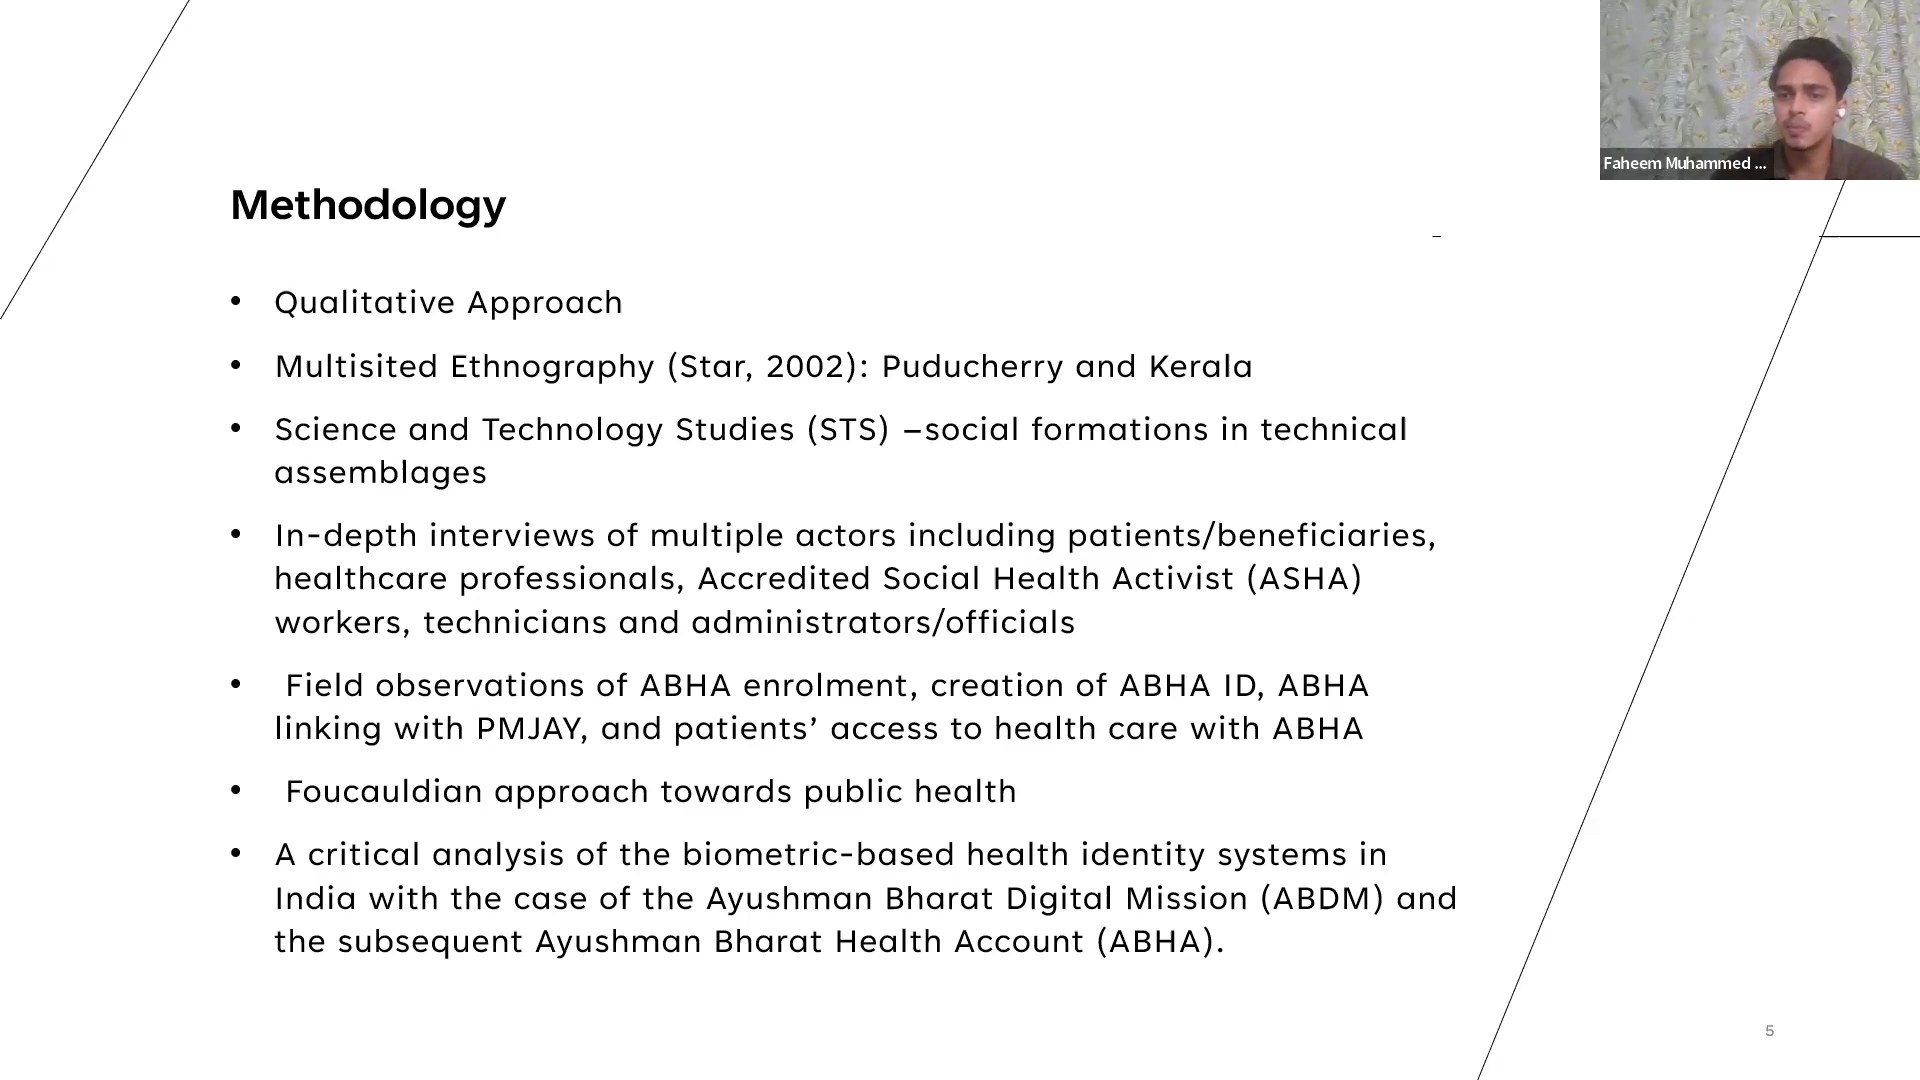 Faheem Muhammed ...
Methodology
• Qualitative Approach
• Multisited Ethnography (Star, 2002): Puducherry and Kerala
• Science and Technology Studies (STS) –social formations in technical
assemblages
• In-depth interviews of multiple actors including patients/beneficiaries,
healthcare professionals, Accredited Social Health Activist (ASHA)
workers, technicians and administrators/officials
• Field observations of ABHA enrolment, creation of ABHA ID, ABHA
linking with PMJAY, and patients’ access to health care with ABHA
• Foucauldian approach towards public health
• A critical analysis of the biometric-based health identity systems in
India with the case of the Ayushman Bharat Digital Mission (ABDM) and
the subsequent Ayushman Bharat Health Account (ABHA).
5